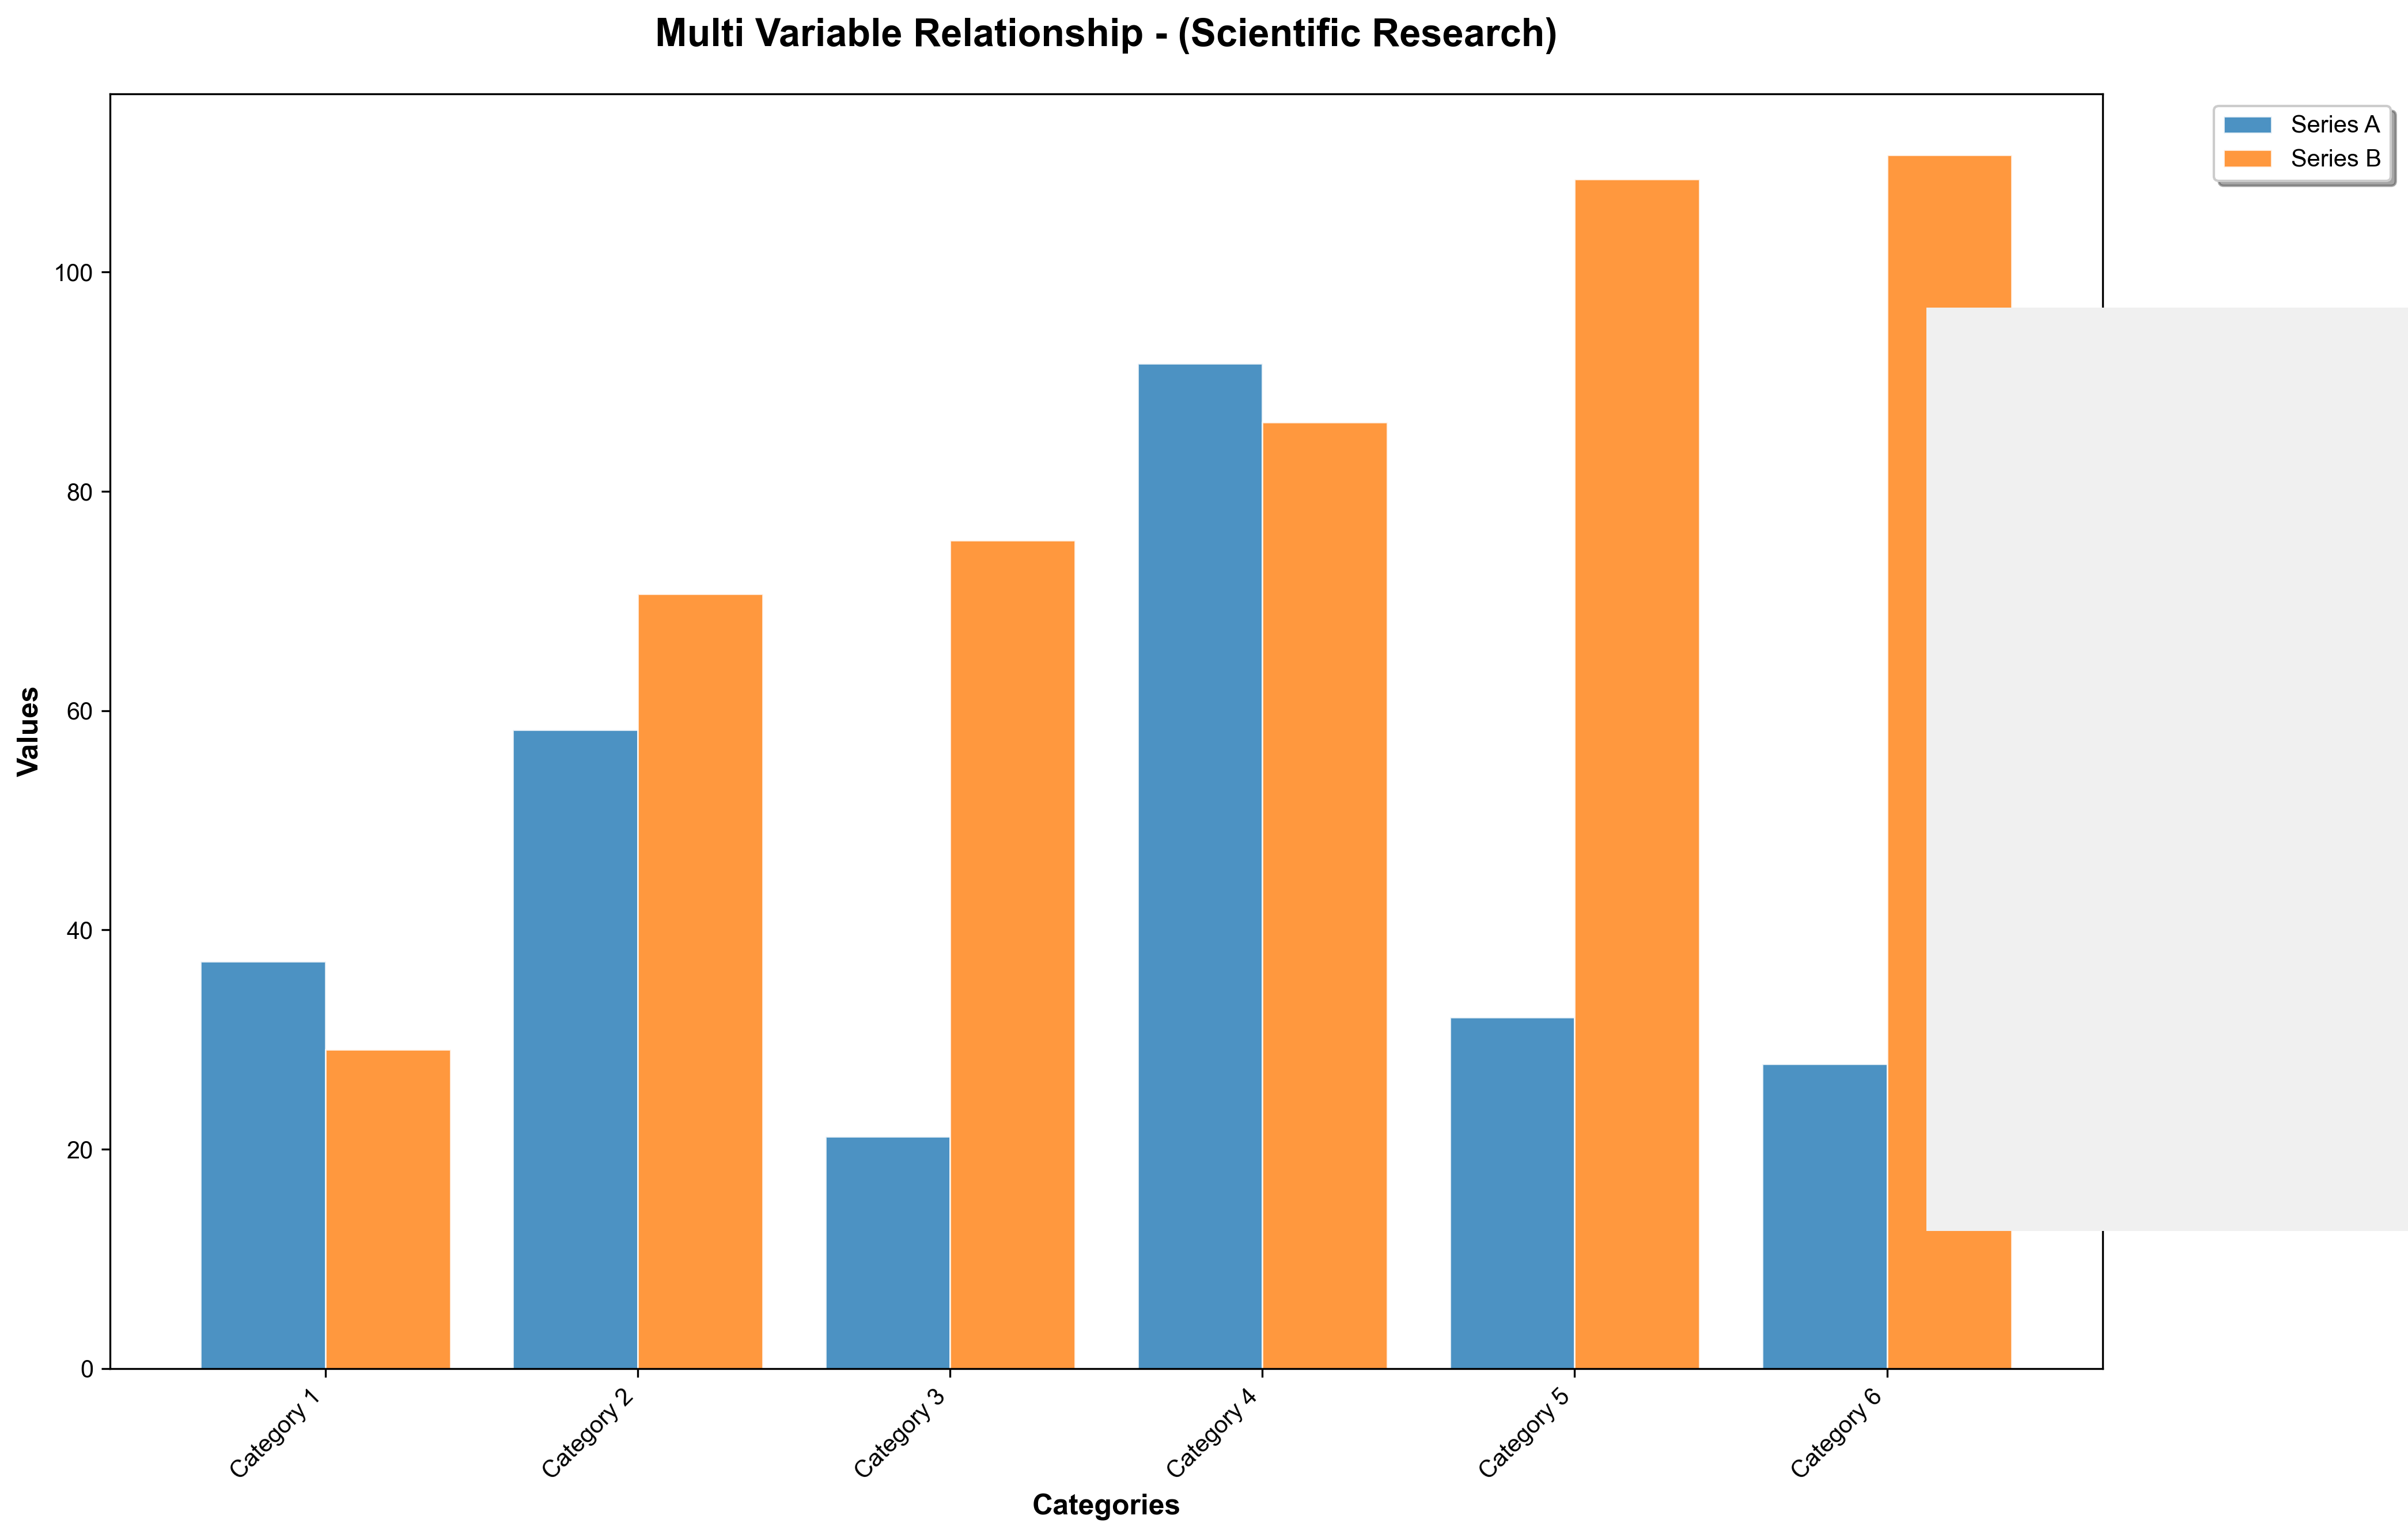 Multi Variable Relationship - (Scientific Research)
Series A
Series B
Values
100
80
60
40
20
0
Category 1
Category 2
Category 3
Category 4
Category 5
Category 6
Categories